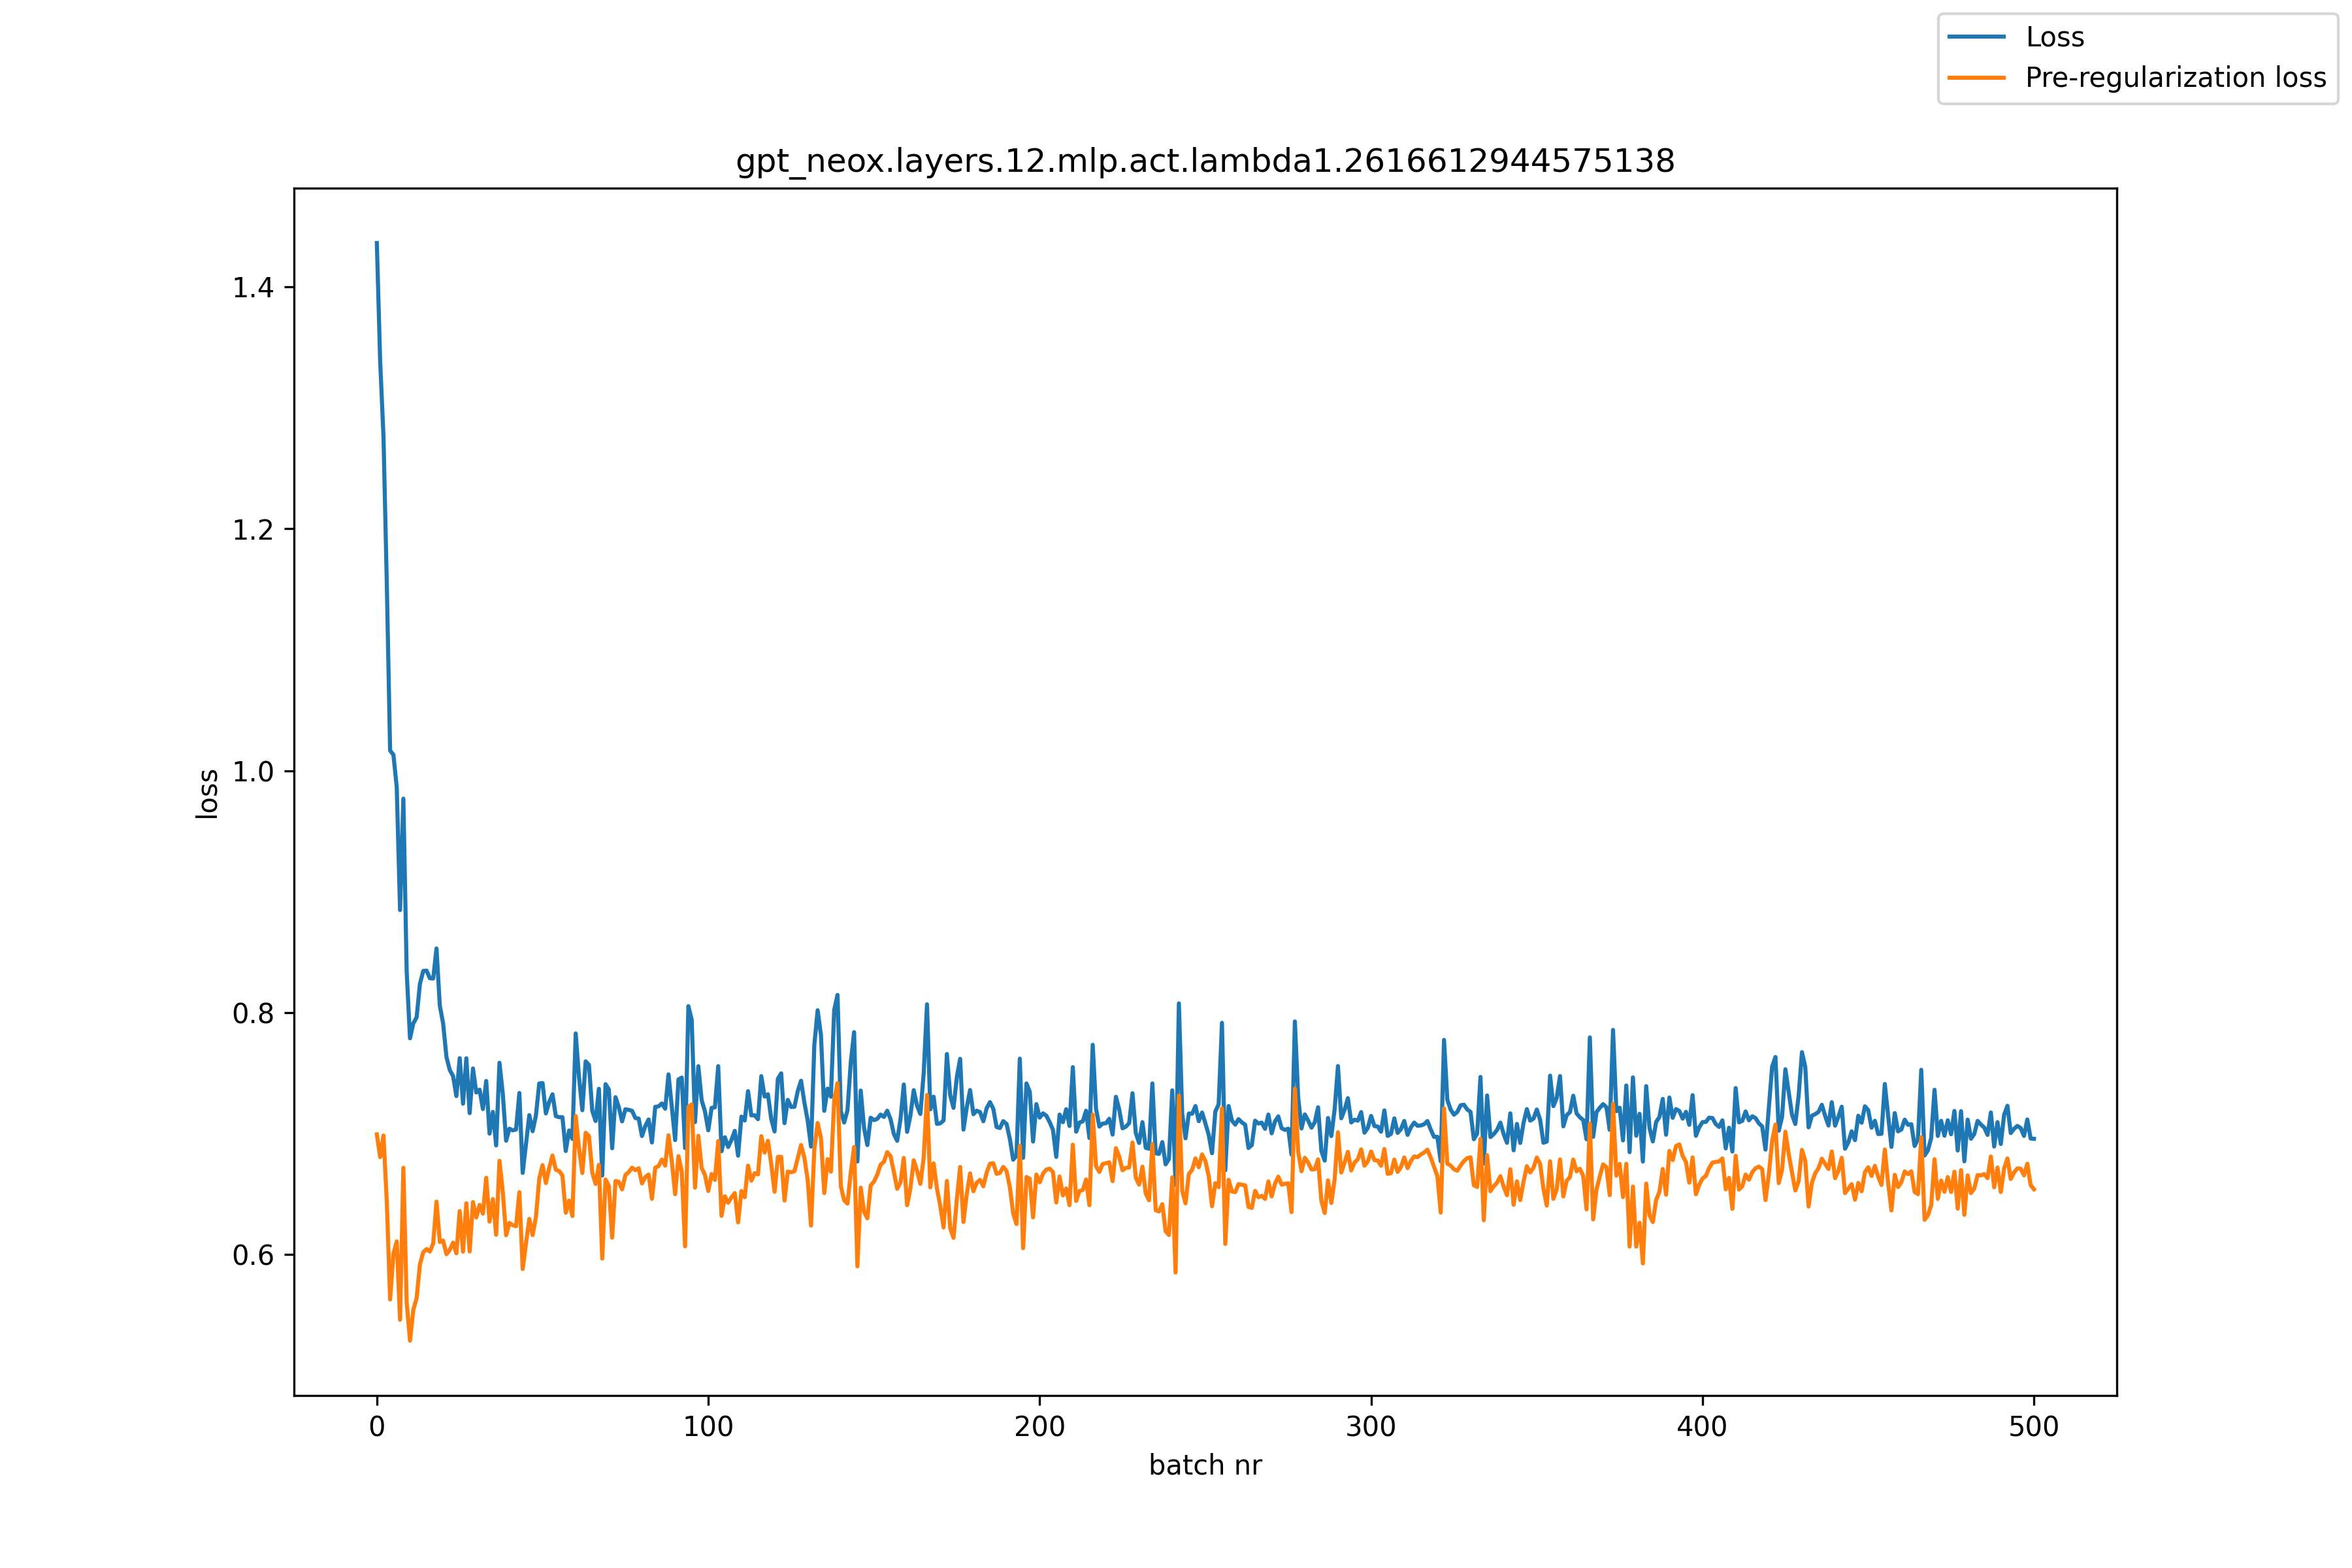 Loss
Pre-regularization loss
gpt_neox.layers.12.mlp.act.lambda1.2616612944575138
1.4
1.2
1.0
0.8
0.6
loss
0 100 200 300 400 500
batch nr